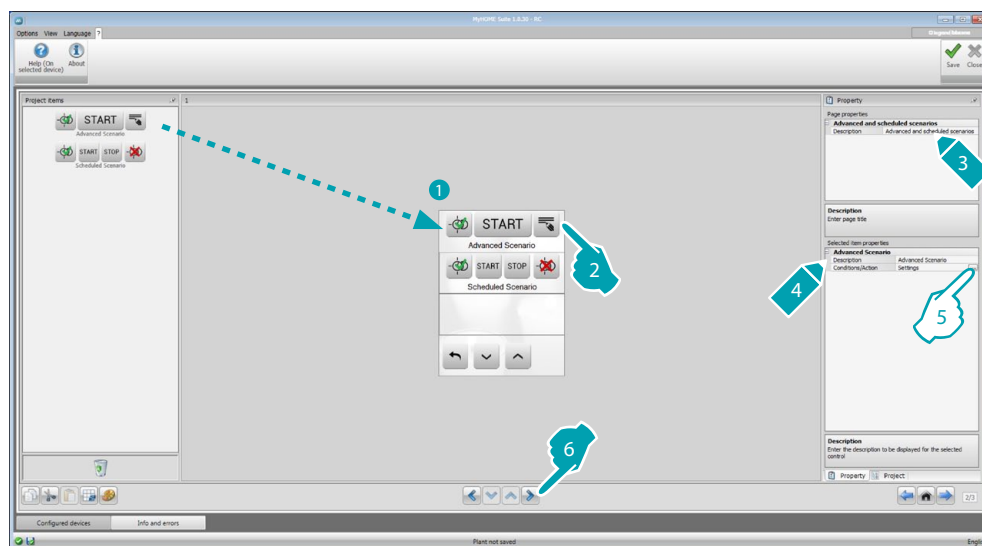 MyHOME Suite 1.0.30 - RC
Options View Language ?
Help (On selected device)
About
Save
Close
Project items
1
START
Advanced Scenario
START STOP
Scheduled Scenario
1
START
Advanced Scenario
START STOP
Scheduled Scenario
2
Property
Page properties
Advanced and scheduled scenarios
Description Advanced and scheduled scenarios
3
Description
Enter page title
Selected item properties
Advanced Scenario
Description Advanced Scenario
Conditions/Action Settings
4
5
6
Description
Enter the description to be displayed for the selected
control
Property Project
2/3
Configured devices Info and errors
Plant not saved